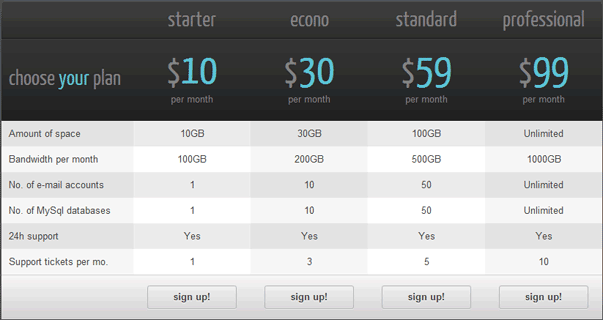 starter econo standard professional
choose your plan $10 $30 $59 $99
per month per month per month per month
Amount of space 10GB 30GB 100GB Unlimited
Bandwidth per month 100GB 200GB 500GB 1000GB
No. of e-mail accounts 1 10 50 Unlimited
No. of MySql databases 1 10 50 Unlimited
24h support Yes Yes Yes Yes
Support tickets per mo. 1 3 5 10
sign up! sign up! sign up! sign up!